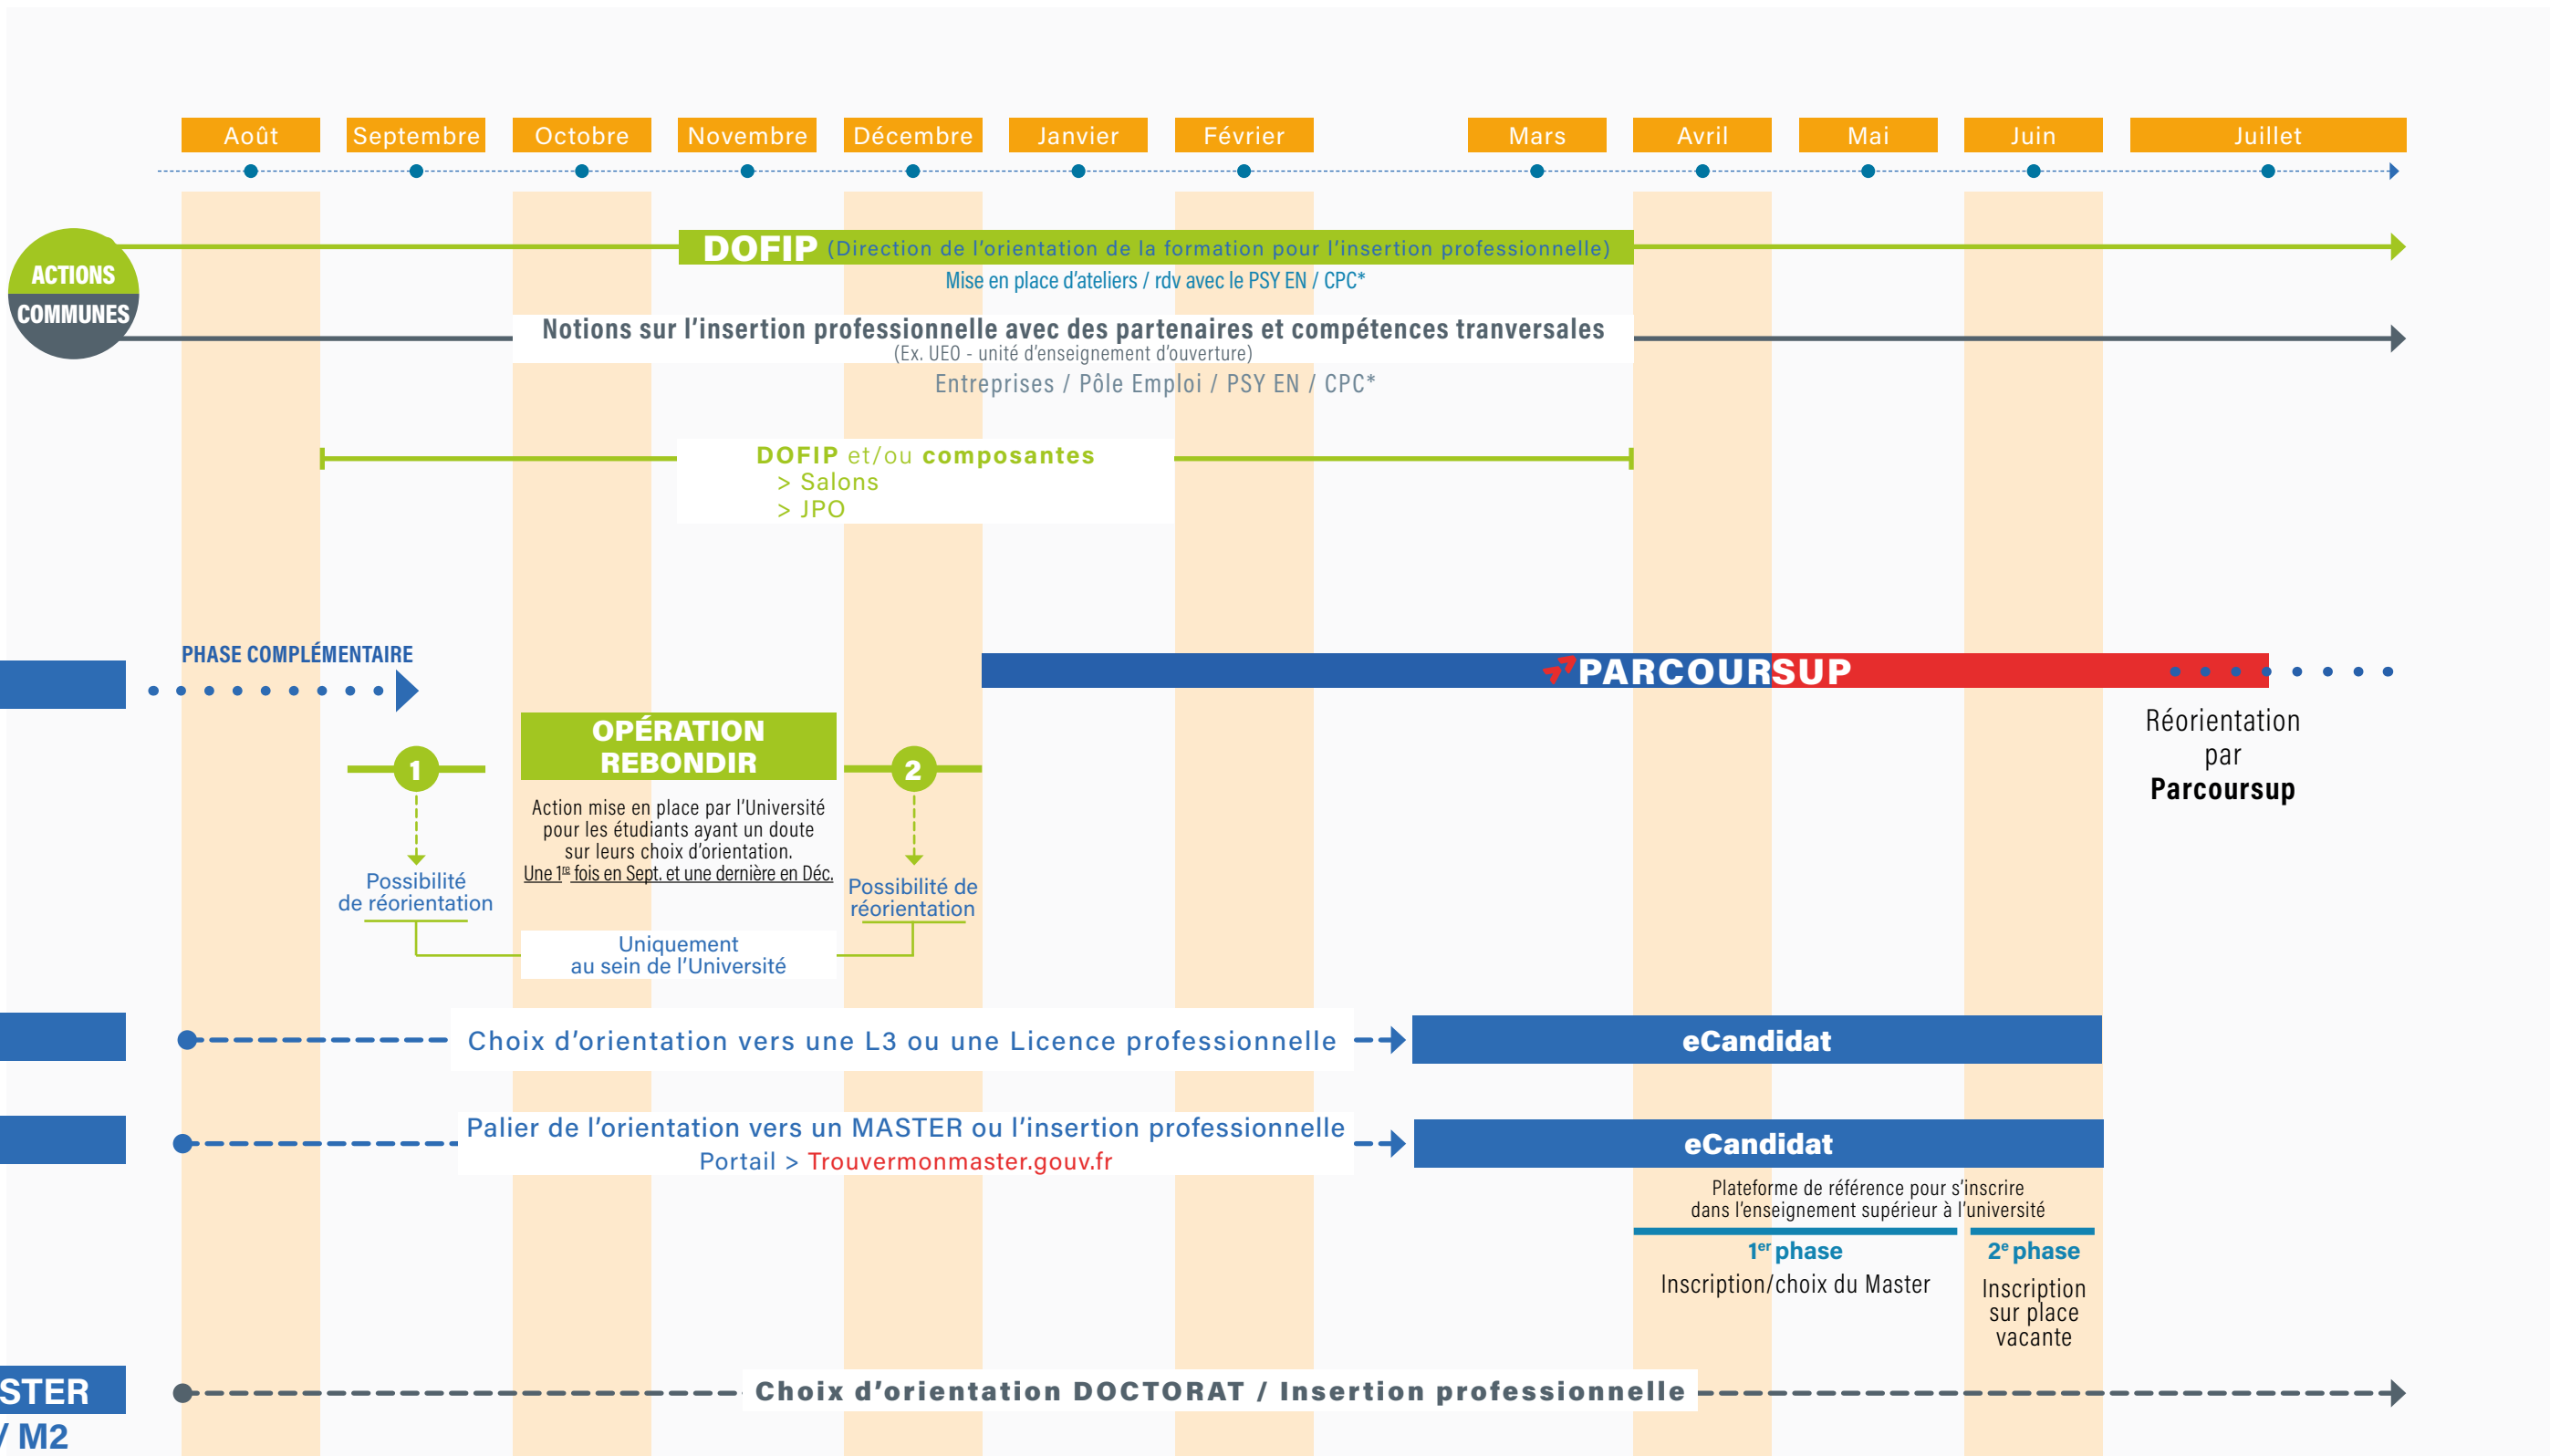 Août Septembre Octobre Novembre Décembre Janvier Février Mars Avril Mai Juin Juillet
ACTIONS
COMMUNES
DOFIP (Direction de l'orientation de la formation pour l'insertion professionnelle)
Mise en place d'ateliers / rdv avec le PSY EN / CPC*
Notions sur l'insertion professionnelle avec des partenaires et compétences tranversales
(Ex. UEO - unité d'enseignement d'ouverture)
Entreprises / Pôle Emploi / PSY EN / CPC*
DOFIP et/ou composantes
> Salons
> JPO
PHASE COMPLÉMENTAIRE
PARCOURSUP
Réorientation
par
Parcoursup
OPÉRATION
REBONDIR
1
2
Action mise en place par l'Université
pour les étudiants ayant un doute
sur leurs choix d'orientation.
Une 1re fois en Sept. et une dernière en Déc.
Possibilité
de réorientation
Possibilité de
réorientation
Uniquement
au sein de l'Université
Choix d'orientation vers une L3 ou une Licence professionnelle
eCandidat
Palier de l'orientation vers un MASTER ou l'insertion professionnelle
Portail > Trouvermonmaster.gouv.fr
eCandidat
Plateforme de référence pour s'inscrire
dans l'enseignement supérieur à l'université
1er phase
Inscription/choix du Master
2e phase
Inscription
sur place
vacante
STER
/ M2
Choix d'orientation DOCTORAT / Insertion professionnelle